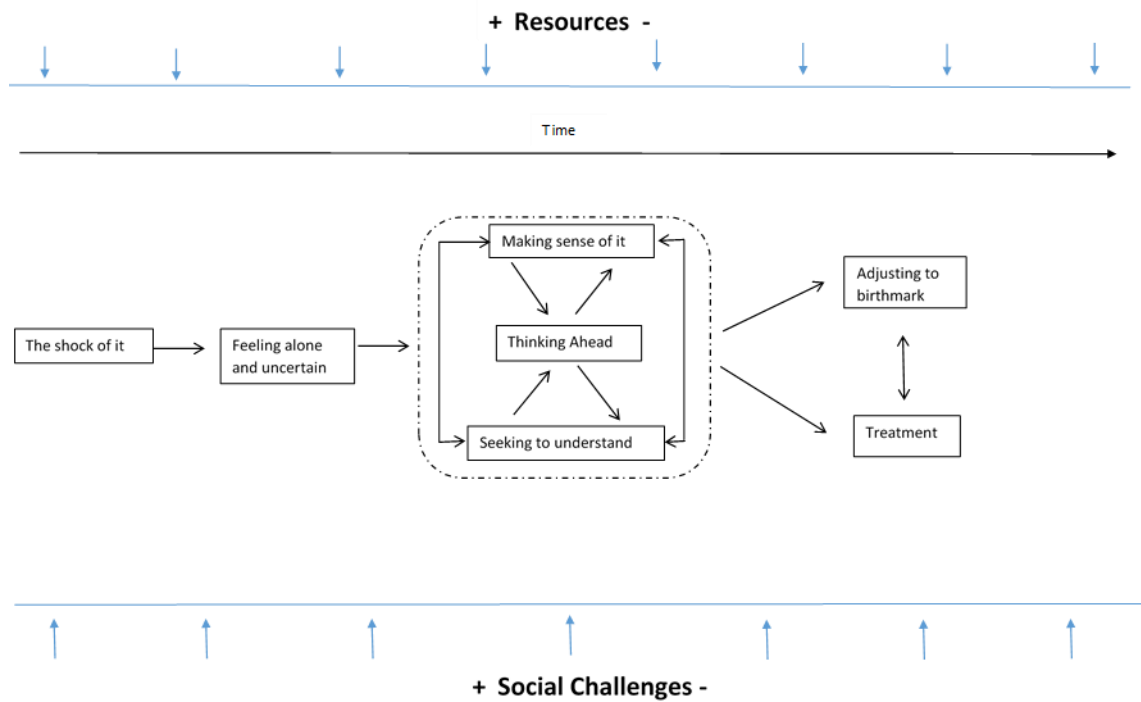 + Resources -
Time
Making sense of it
Adjusting to
birthmark
The shock of it
Feeling alone
and uncertain
Thinking Ahead
Seeking to understand
Treatment
+ Social Challenges -